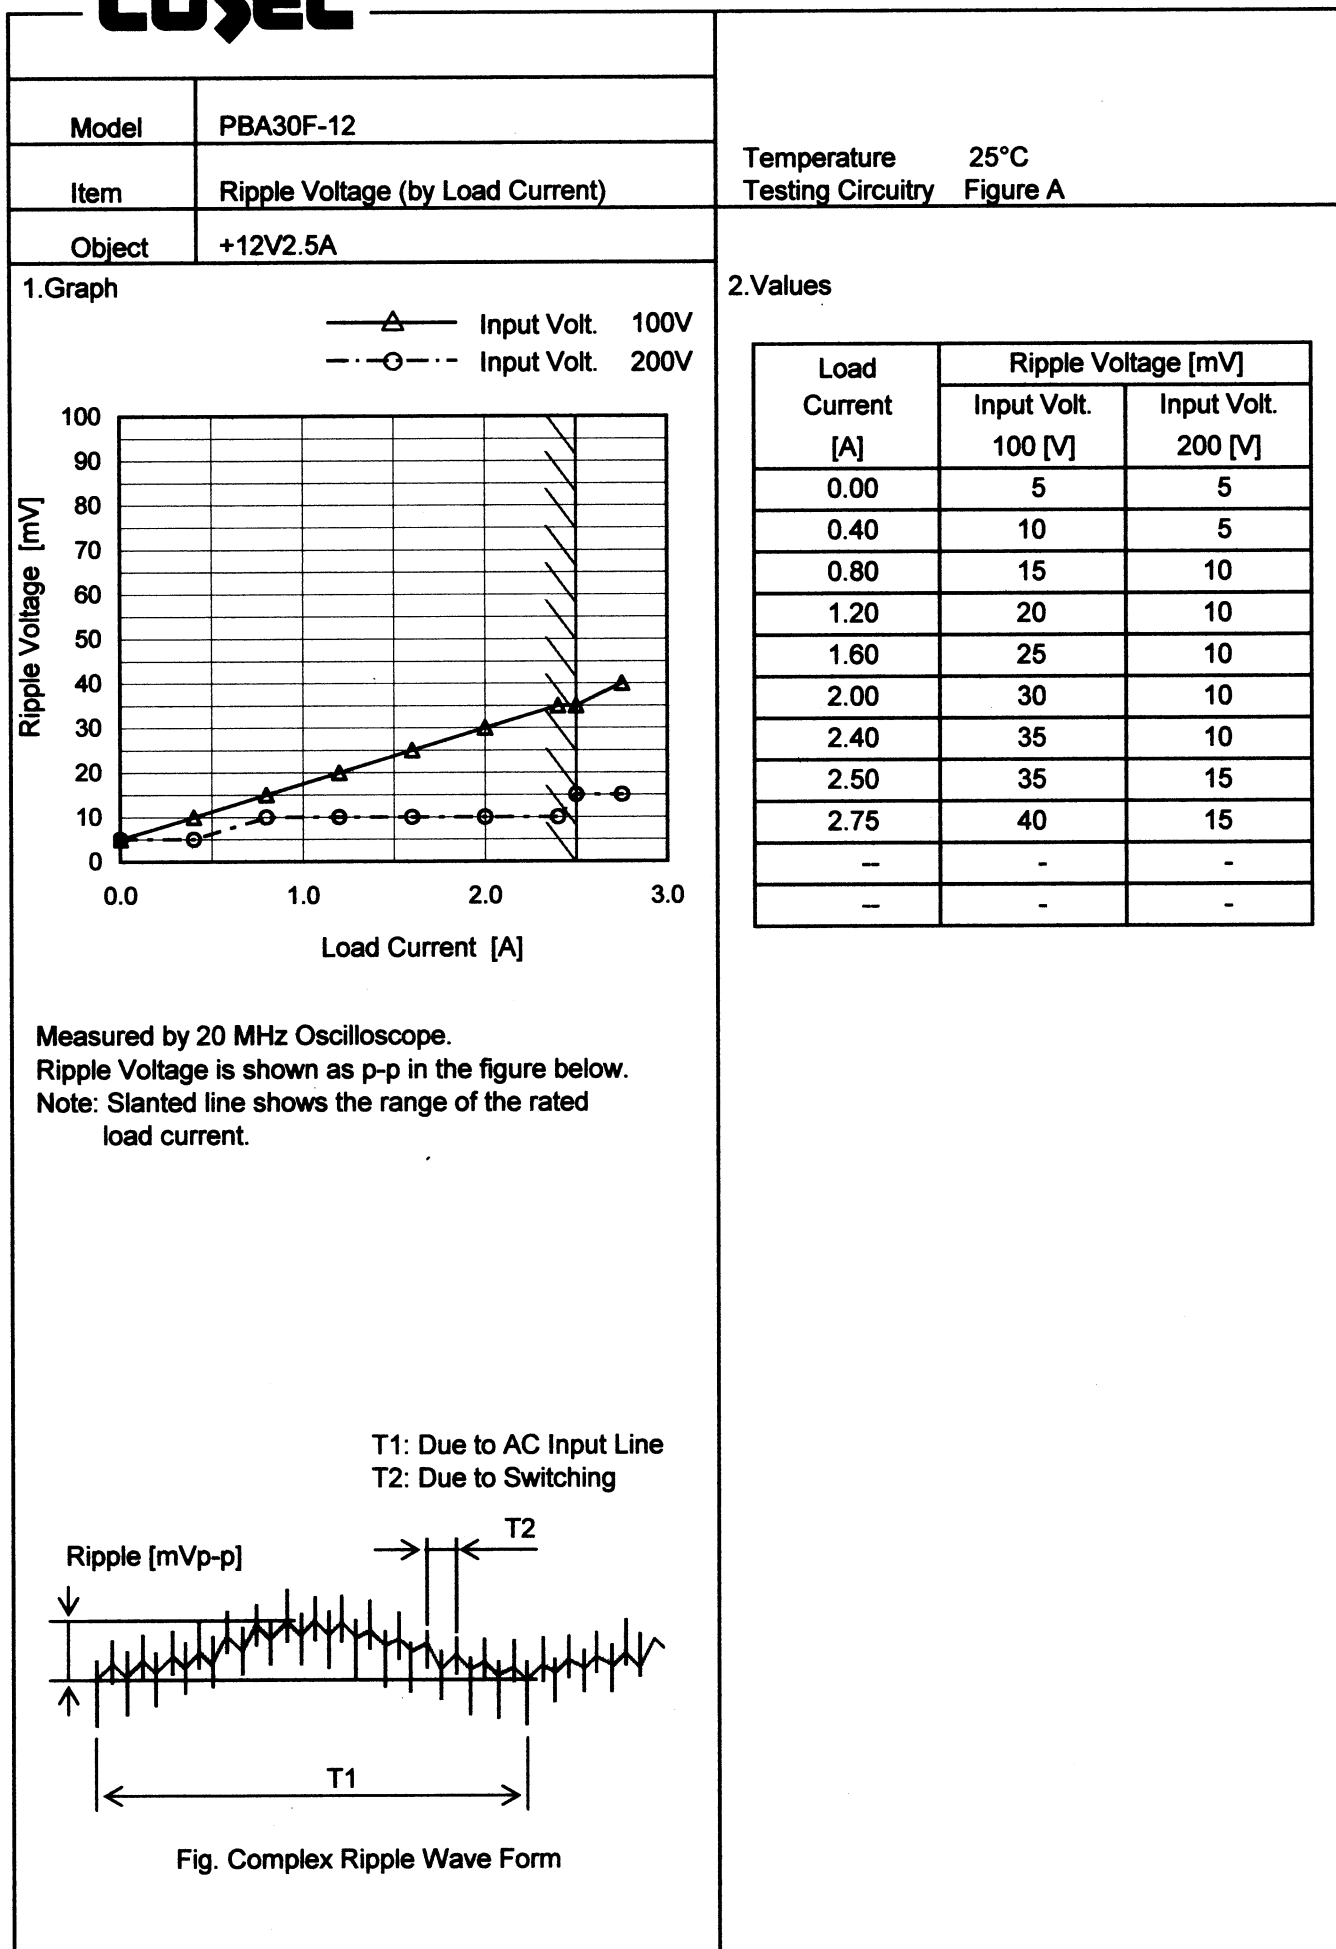 COSEL
Model PBA30F-12
Item Ripple Voltage (by Load Current)
Object +12V2.5A
Temperature 25°C
Testing Circuitry Figure A
1.Graph
Input Volt. 100V
Input Volt. 200V
100
90
80
70
60
50
40
30
20
10
0
Ripple Voltage [mV]
0.0 1.0 2.0 3.0
Load Current [A]
Measured by 20 MHz Oscilloscope.
Ripple Voltage is shown as p-p in the figure below.
Note: Slanted line shows the range of the rated
load current.
T1: Due to AC Input Line
T2: Due to Switching
T2
Ripple [mVp-p]
T1
Fig. Complex Ripple Wave Form
2.Values
Load Ripple Voltage [mV]
Current Input Volt. Input Volt.
[A] 100 [V] 200 [V]
0.00 5 5
0.40 10 5
0.80 15 10
1.20 20 10
1.60 25 10
2.00 30 10
2.40 35 10
2.50 35 15
2.75 40 15
-- - -
-- - -